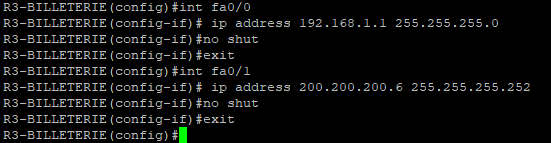 R3-BILLETERIE(config)#int fa0/0
R3-BILLETERIE(config-if)# ip address 192.168.1.1 255.255.255.0
R3-BILLETERIE(config-if)#no shut
R3-BILLETERIE(config-if)#exit
R3-BILLETERIE(config)#int fa0/1
R3-BILLETERIE(config-if)# ip address 200.200.200.6 255.255.255.252
R3-BILLETERIE(config-if)#no shut
R3-BILLETERIE(config-if)#exit
R3-BILLETERIE(config)#